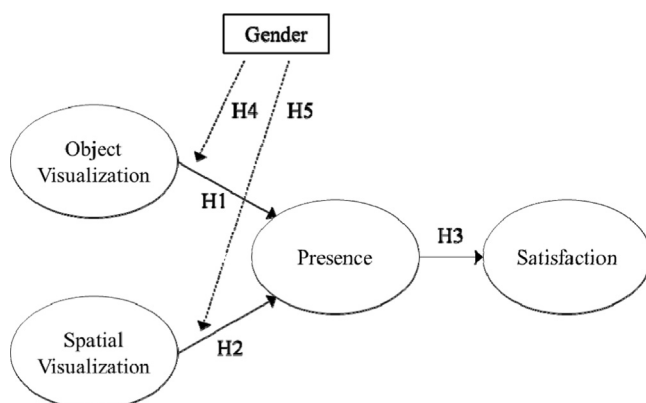 Gender
H4
H5
Object
Visualization
H1
Presence
H3
Satisfaction
Spatial
Visualization
H2